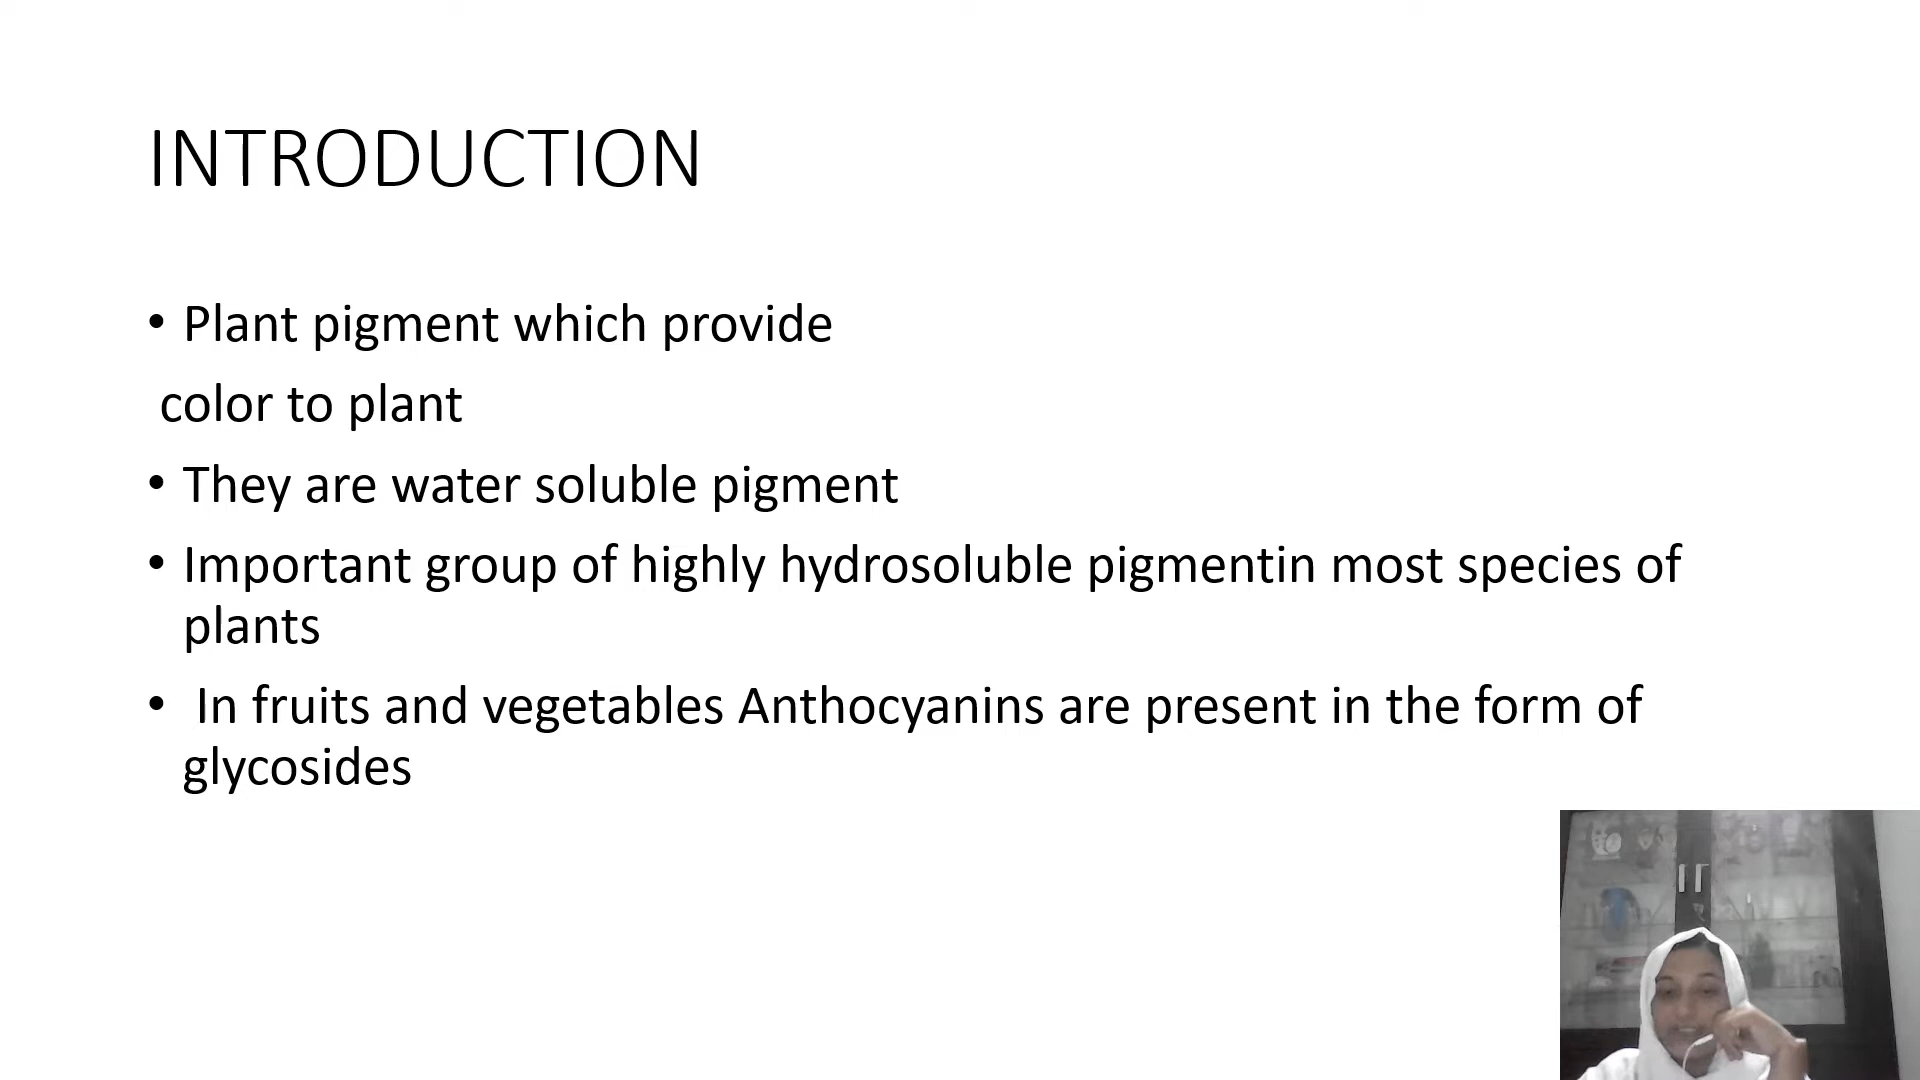 INTRODUCTION
• Plant pigment which provide
color to plant
• They are water soluble pigment
• Important group of highly hydrosoluble pigmentin most species of
plants
• In fruits and vegetables Anthocyanins are present in the form of
glycosides